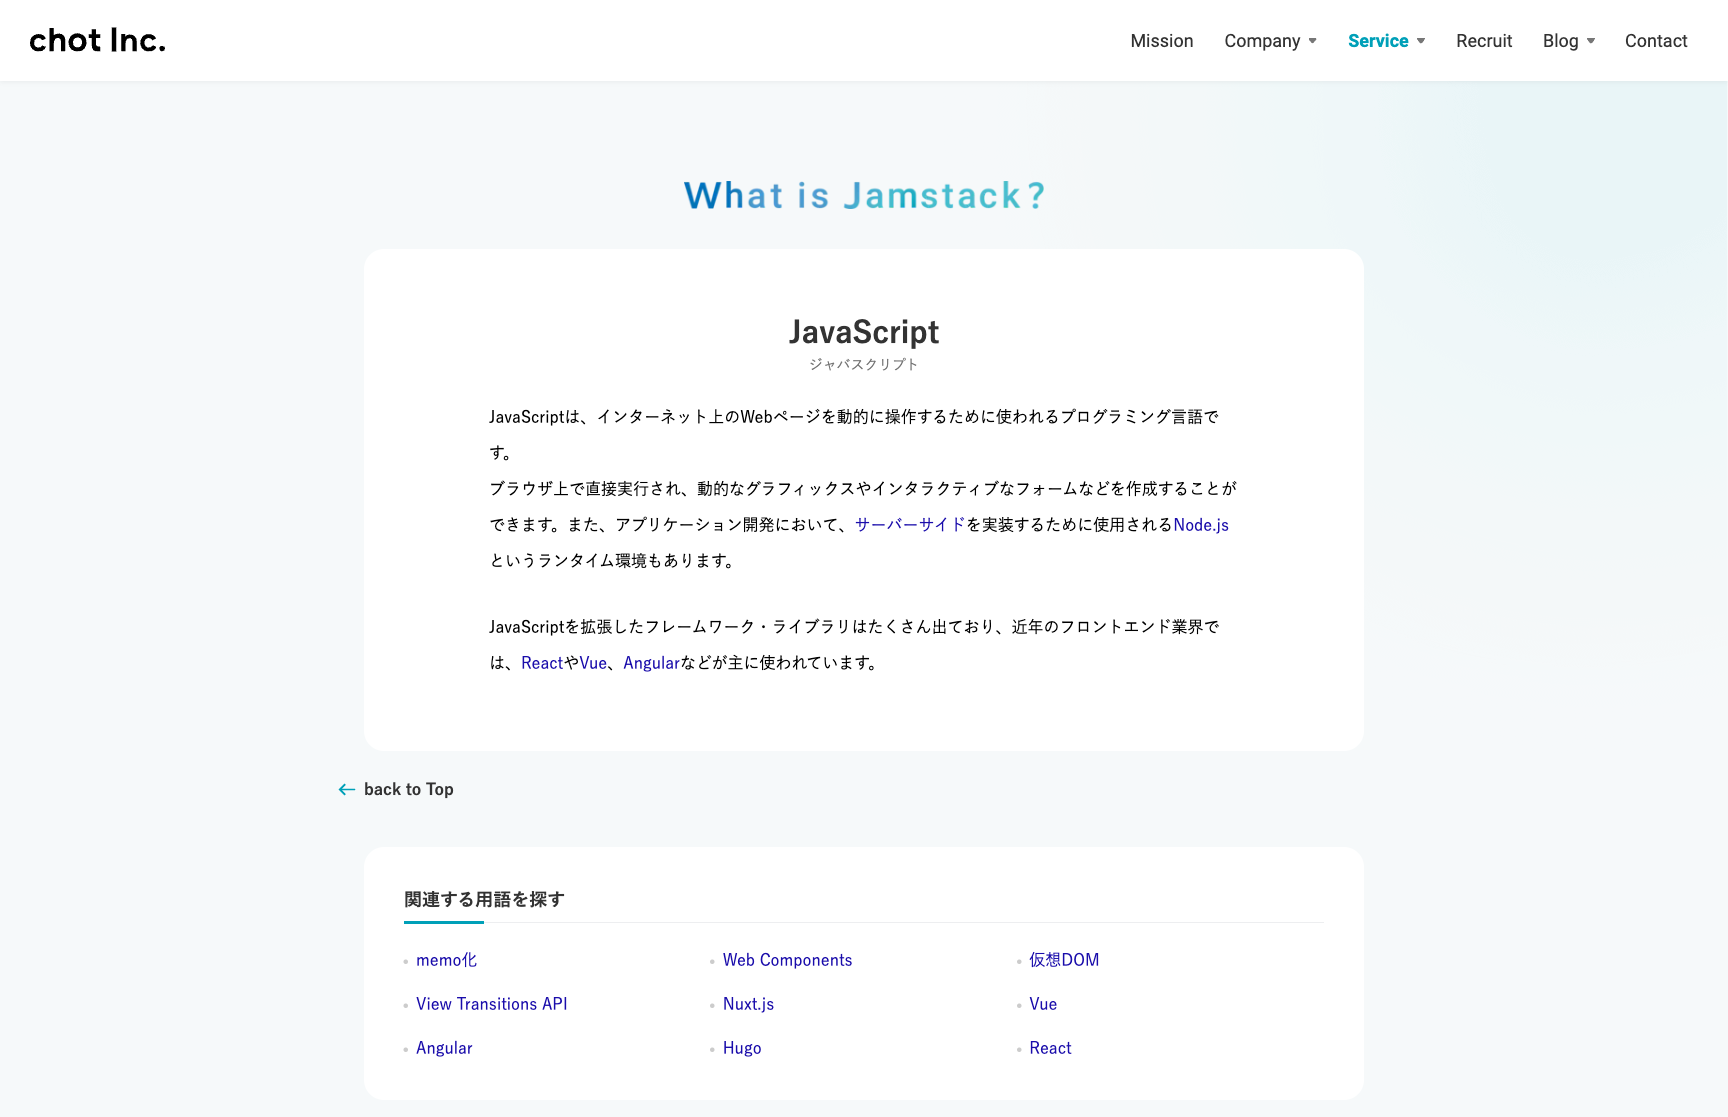 chot Inc.
Mission Company Service Recruit Blog Contact
What is Jamstack?
JavaScript
ジャバスクリプト
JavaScriptは、インターネット上のWebページを動的に操作するために使われるプログラミング言語で
す。
ブラウザ上で直接実行され、動的なグラフィックスやインタラクティブなフォームなどを作成することが
できます。また、アプリケーション開発において、サーバーサイドを実装するために使用されるNode.js
というランタイム環境もあります。
JavaScriptを拡張したフレームワーク・ライブラリはたくさん出ており、近年のフロントエンド業界で
は、ReactやVue、Angularなどが主に使われています。
back to Top
関連する用語を探す
memo化 Web Components 仮想DOM
View Transitions API Nuxt.js Vue
Angular Hugo React